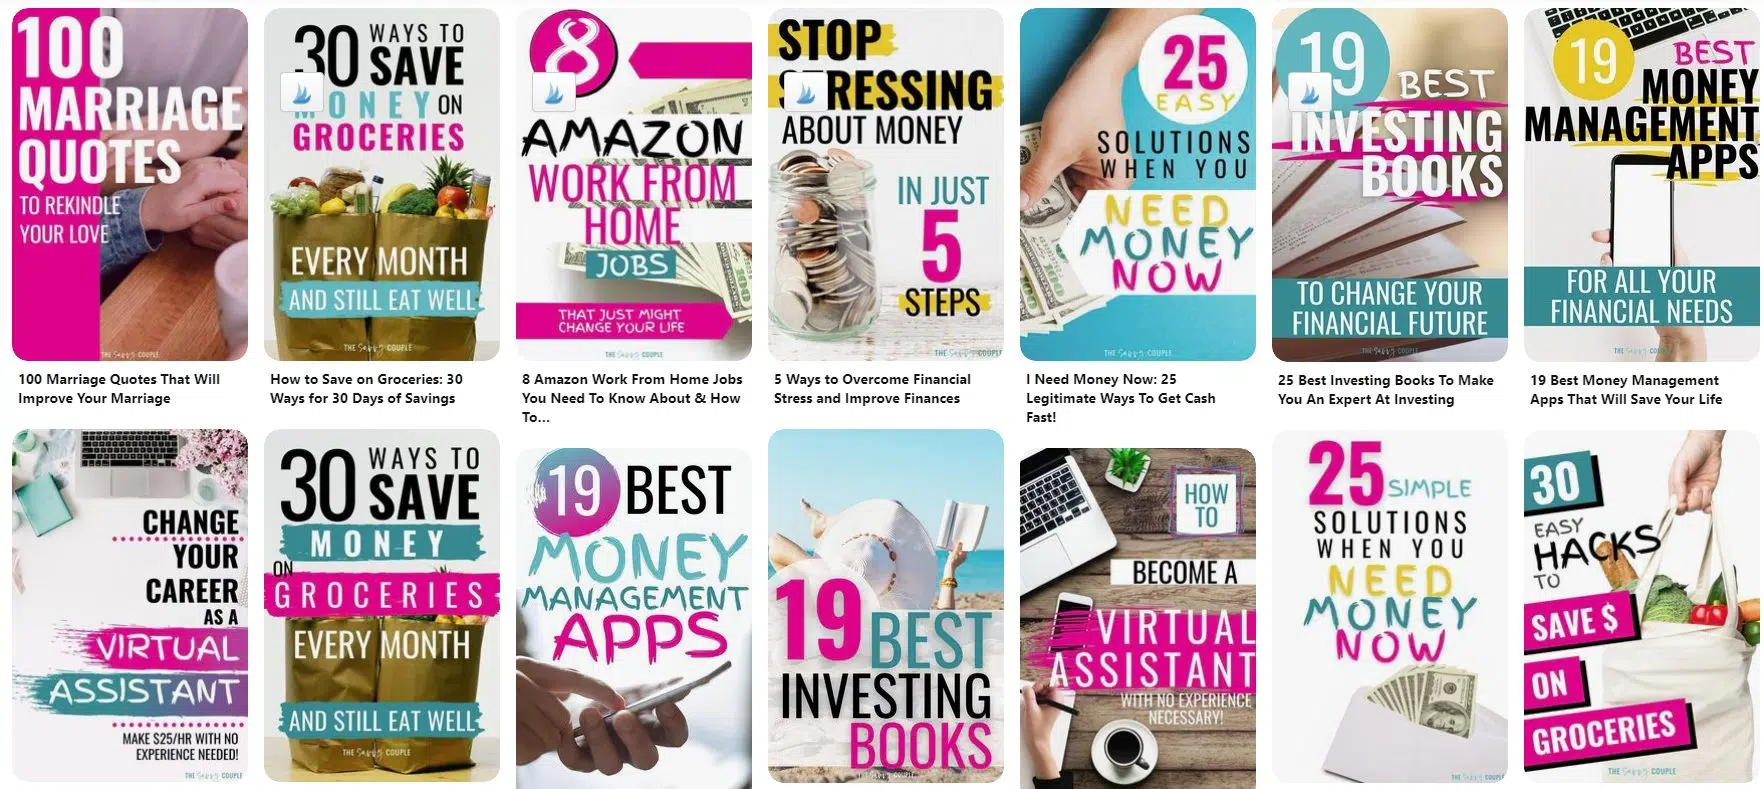 100
MARRIAGE
QUOTES
TO REKINDLE
YOUR LOVE
THE Savvy COUPLE
100 Marriage Quotes That Will
Improve Your Marriage
30 WAYS TO
SAVE
MONEY ON
GROCERIES
EVERY MONTH
AND STILL EAT WELL
THE Savvy COUPLE
How to Save on Groceries: 30
Ways for 30 Days of Savings
8
AMAZON
WORK FROM
HOME
JOBS
THAT JUST MIGHT
CHANGE YOUR LIFE
THE Savvy COUPLE
8 Amazon Work From Home Jobs
You Need To Know About & How
To...
STOP
STRESSING
ABOUT MONEY
IN JUST
5
STEPS
THE Savvy COUPLE
5 Ways to Overcome Financial
Stress and Improve Finances
25
EASY
SOLUTIONS
WHEN YOU
NEED
MONEY
NOW
THE Savvy COUPLE
I Need Money Now: 25
Legitimate Ways To Get Cash
Fast!
19 BEST
INVESTING
BOOKS
TO CHANGE YOUR
FINANCIAL FUTURE
THE Savvy COUPLE
25 Best Investing Books To Make
You An Expert At Investing
19 BEST
MONEY
MANAGEMENT
APPS
FOR ALL YOUR
FINANCIAL NEEDS
THE Savvy COUPLE
19 Best Money Management
Apps That Will Save Your Life
CHANGE
YOUR
CAREER
AS A
VIRTUAL
ASSISTANT
MAKE $25/HR WITH NO
EXPERIENCE NEEDED!
THE Savvy COUPLE
30 WAYS TO
SAVE
MONEY
ON
GROCERIES
EVERY MONTH
AND STILL EAT WELL
THE Savvy COUPLE
19 BEST
MONEY
MANAGEMENT
APPS
19 BEST
INVESTING
BOOKS
THE Savvy COUPLE
HOW
TO
BECOME A
VIRTUAL
ASSISTANT
WITH NO EXPERIENCE
NECESSARY!
25 SIMPLE
SOLUTIONS
WHEN YOU
NEED
MONEY
NOW
THE Savvy COUPLE
30
EASY
HACKS
TO
SAVE $
ON
GROCERIES
THE Savvy COUPLE